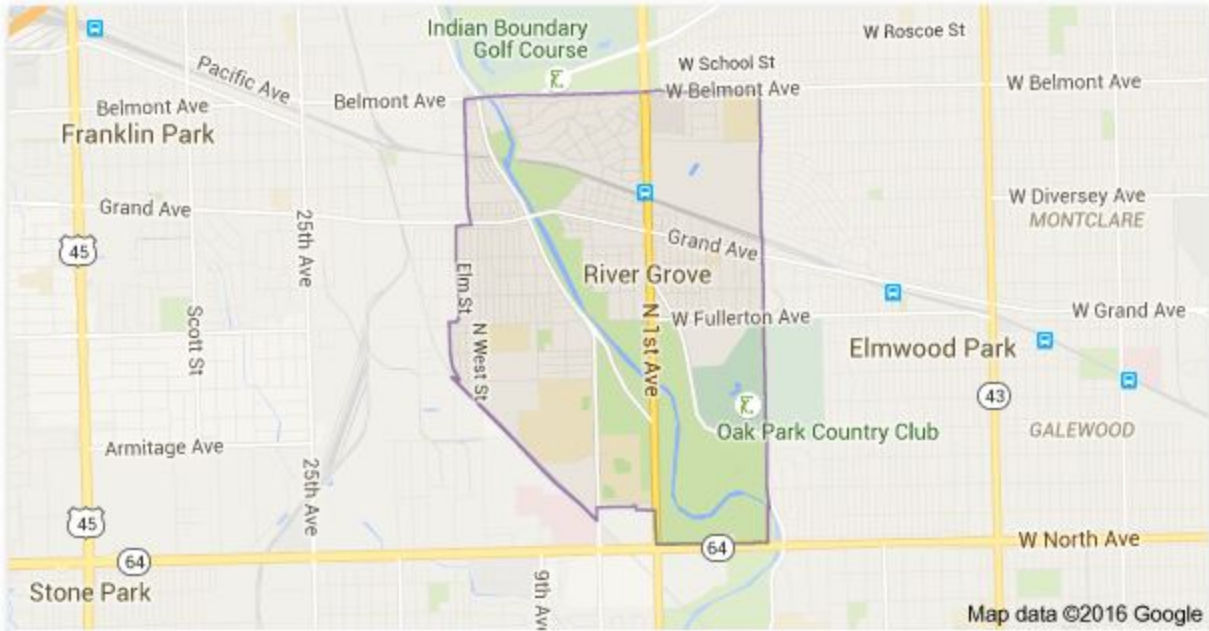 Indian Boundary
Golf Course
W Roscoe St
W School St
Pacific Ave
Belmont Ave
Belmont Ave
W Belmont Ave
W Belmont Ave
Franklin Park
Grand Ave
25th Ave
W Diversey Ave
MONTCLARE
45
Grand Ave
Elm St
River Grove
Scott St
N West St
N 1st Ave
W Fullerton Ave
W Grand Ave
Elmwood Park
43
Oak Park Country Club
GALEWOOD
Armitage Ave
25th Ave
45
64
64
W North Ave
Stone Park
9th Av
Map data ©2016 Google